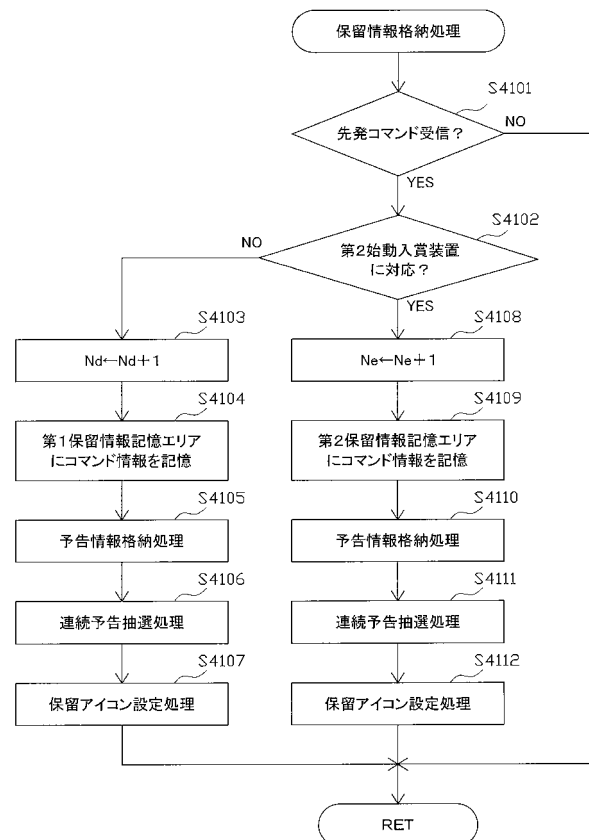 保留情報格納処理
S4101
先発コマンド受信?
NO
YES
S4102
NO
第2始動入賞装置
に対応?
YES
S4103
Nd←Nd+1
S4108
Ne←Ne+1
S4104
第1保留情報記憶エリア
にコマンド情報を記憶
S4109
第2保留情報記憶エリア
にコマンド情報を記憶
S4105
予告情報格納処理
S4110
予告情報格納処理
S4106
連続予告抽選処理
S4111
連続予告抽選処理
S4107
保留アイコン設定処理
S4112
保留アイコン設定処理
RET